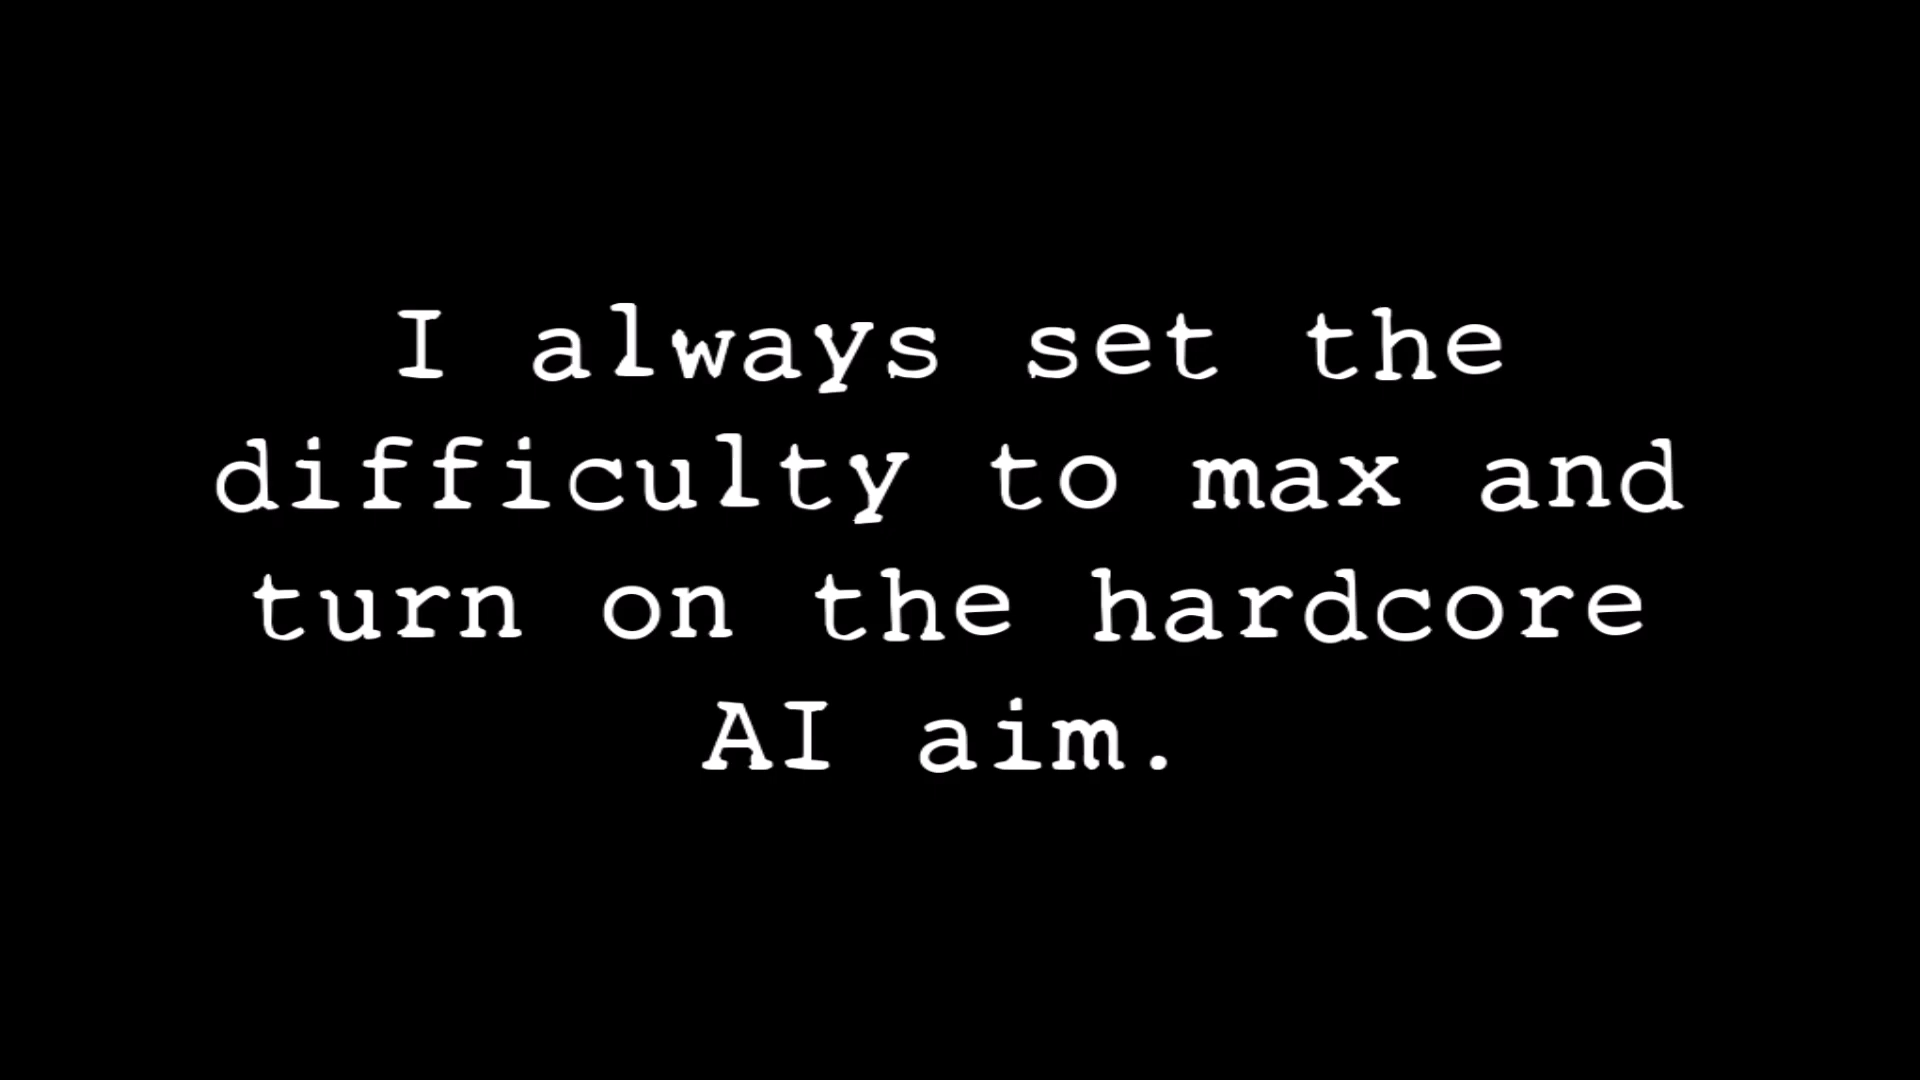 I always set the
difficulty to max and
turn on the hardcore
AI aim.